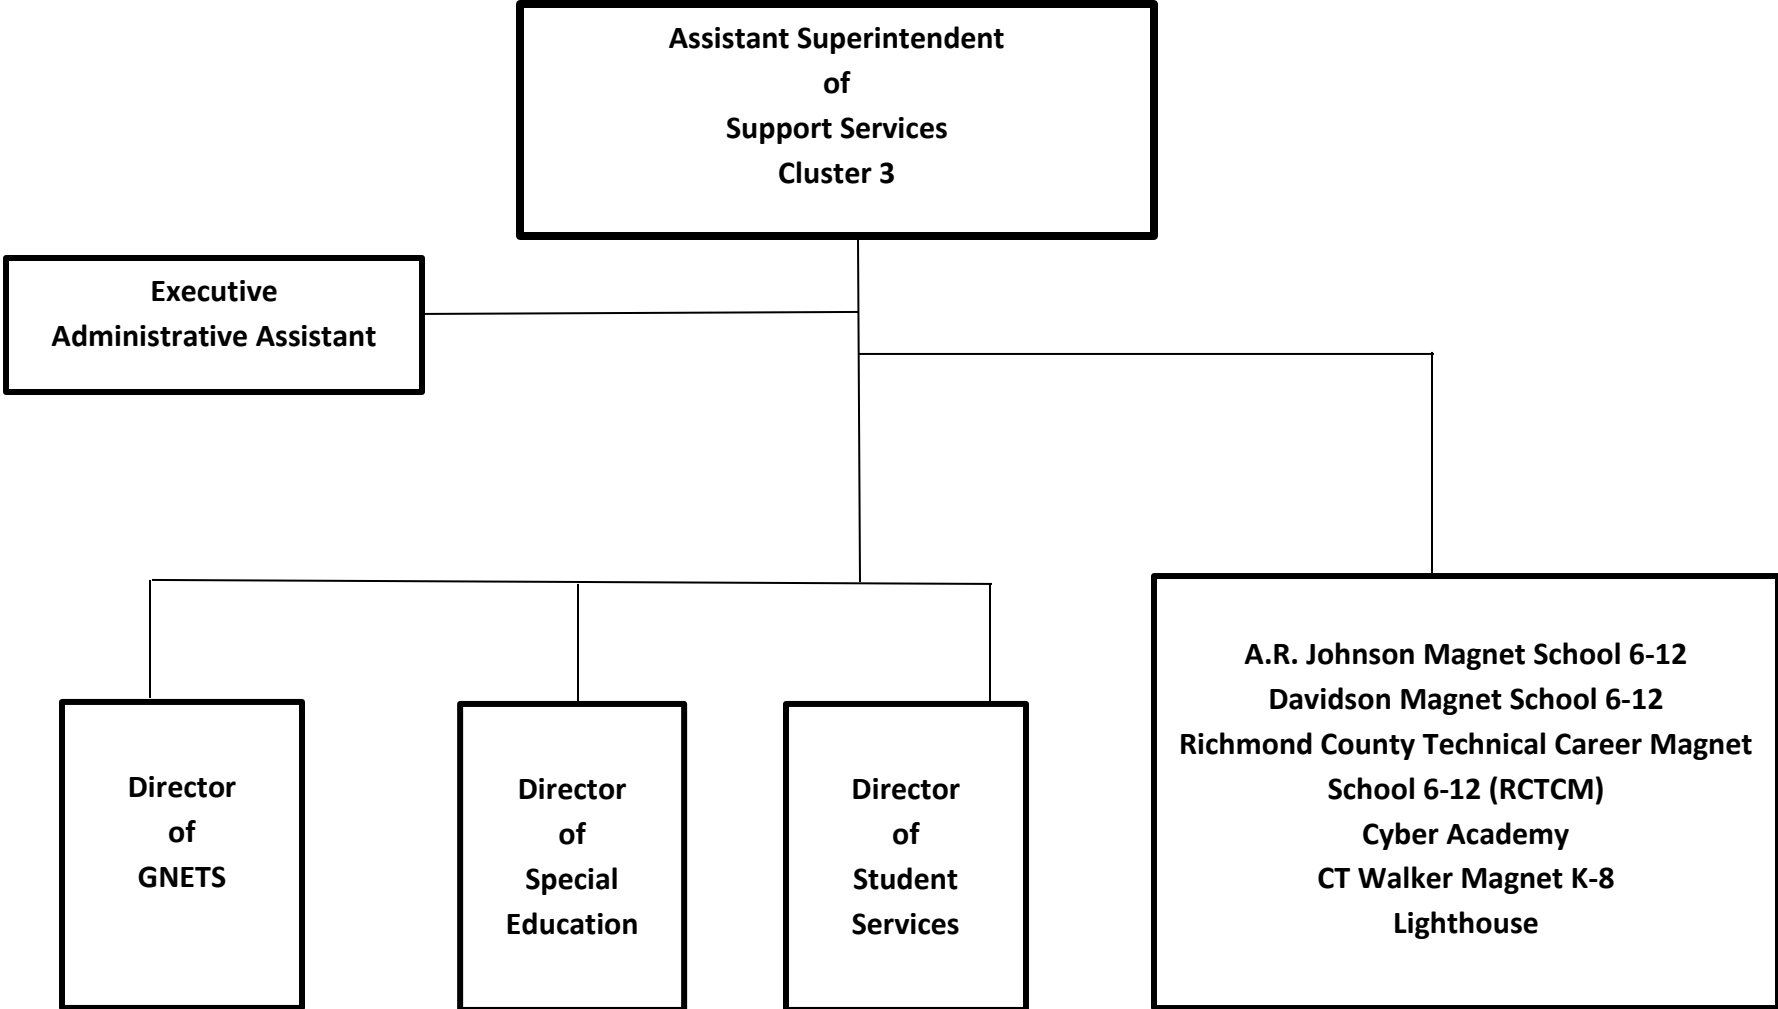 Assistant Superintendent
of
Support Services
Cluster 3
Executive
Administrative Assistant
Director
of
GNETS
Director
of
Special
Education
Director
of
Student
Services
A.R. Johnson Magnet School 6-12
Davidson Magnet School 6-12
Richmond County Technical Career Magnet
School 6-12 (RCTCM)
Cyber Academy
CT Walker Magnet K-8
Lighthouse